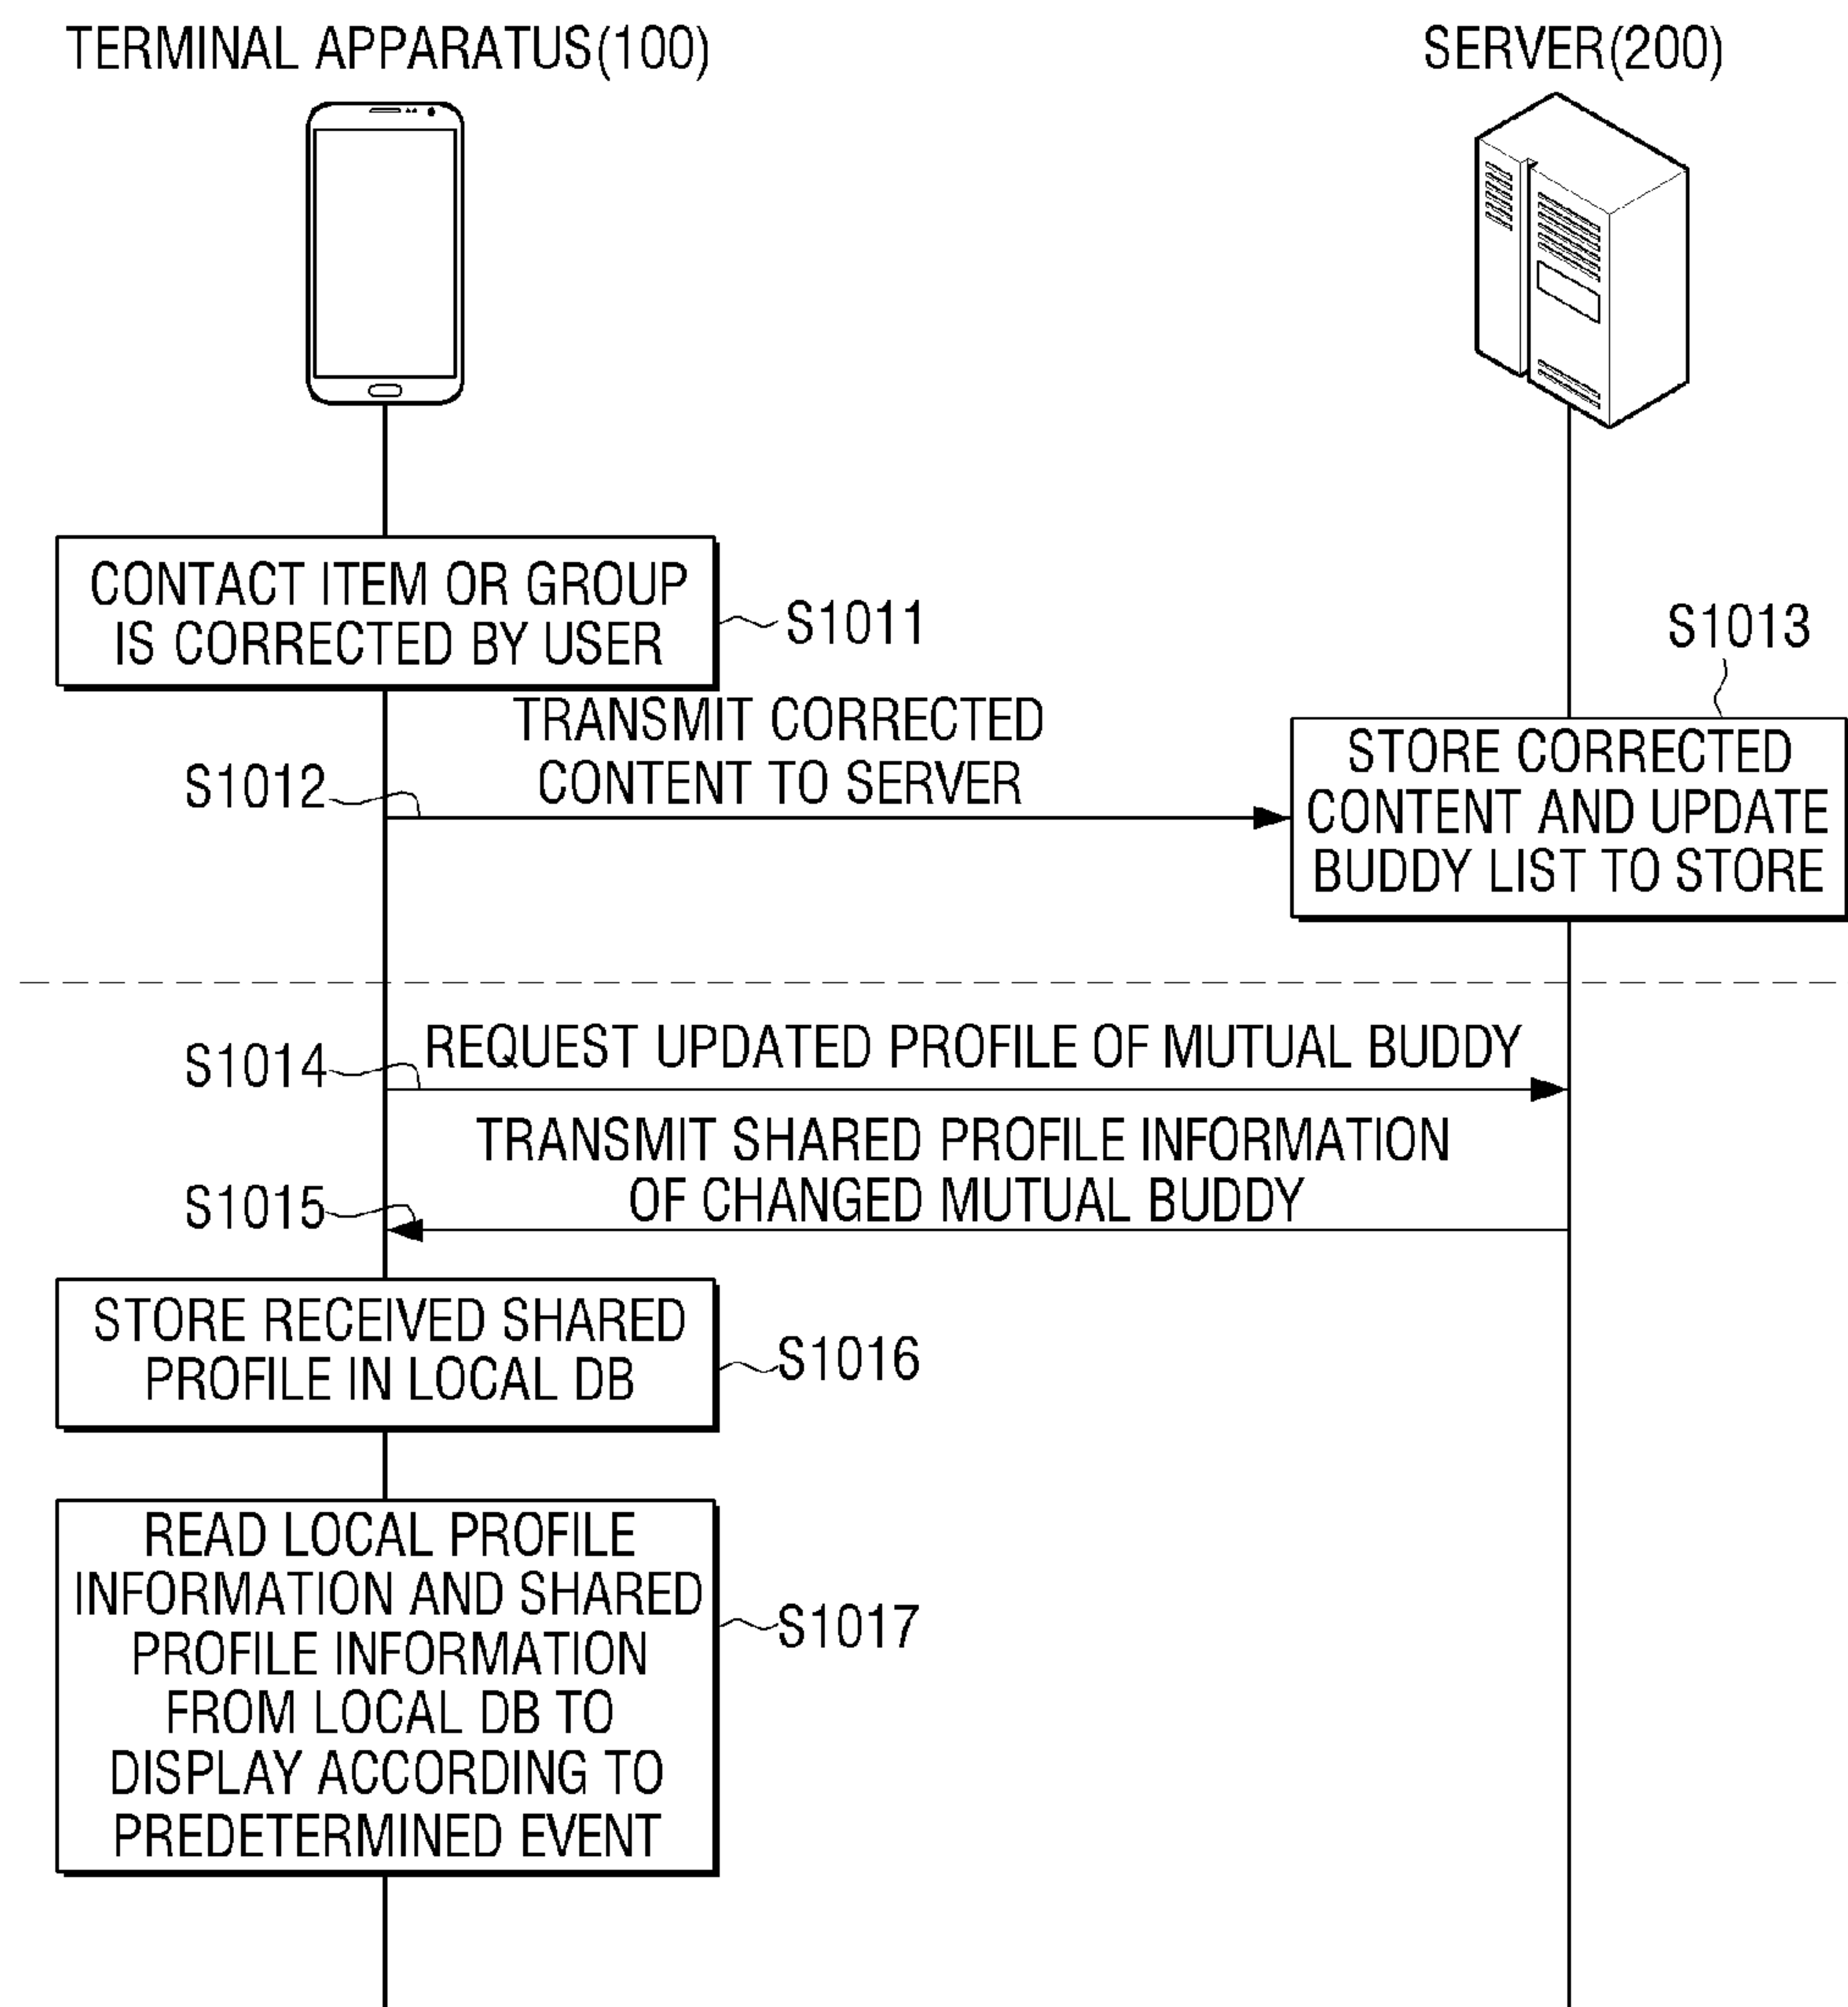 TERMINAL APPARATUS(100)
SERVER(200)
CONTACT ITEM OR GROUP
IS CORRECTED BY USER
S1011
S1013
TRANSMIT CORRECTED
CONTENT TO SERVER
S1012
STORE CORRECTED
CONTENT AND UPDATE
BUDDY LIST TO STORE
REQUEST UPDATED PROFILE OF MUTUAL BUDDY
S1014
TRANSMIT SHARED PROFILE INFORMATION
OF CHANGED MUTUAL BUDDY
S1015
STORE RECEIVED SHARED
PROFILE IN LOCAL DB
S1016
READ LOCAL PROFILE
INFORMATION AND SHARED
PROFILE INFORMATION
FROM LOCAL DB TO
DISPLAY ACCORDING TO
PREDETERMINED EVENT
S1017